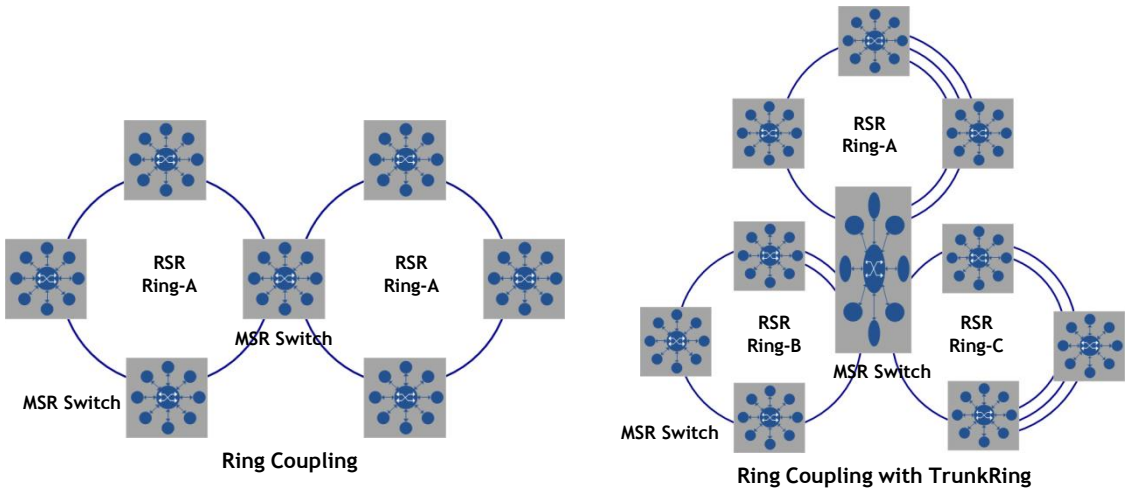 RSR
Ring-A
RSR
Ring-A
MSR Switch
MSR Switch
Ring Coupling
RSR
Ring-A
RSR
Ring-B
RSR
Ring-C
MSR Switch
MSR Switch
Ring Coupling with TrunkRing